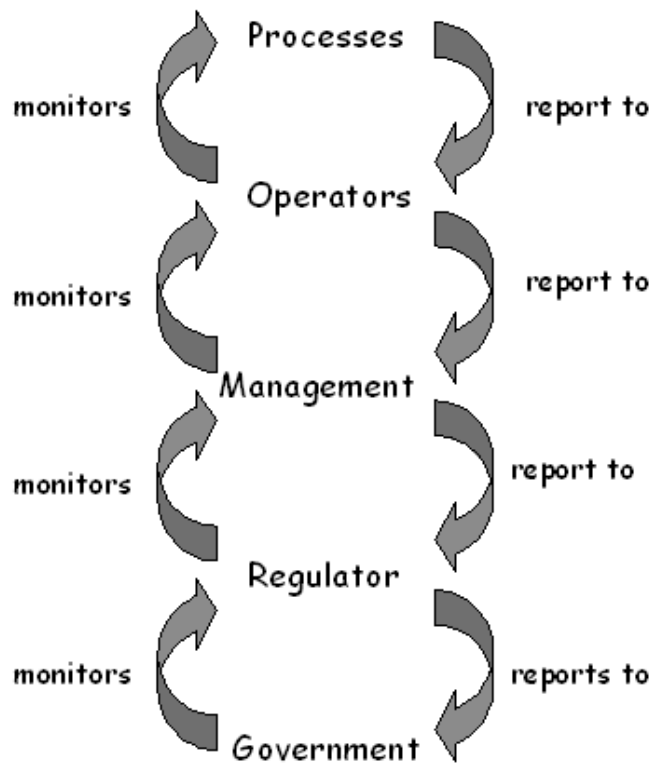 Processes
monitors
report to
Operators
monitors
report to
Management
monitors
report to
Regulator
monitors
reports to
Government